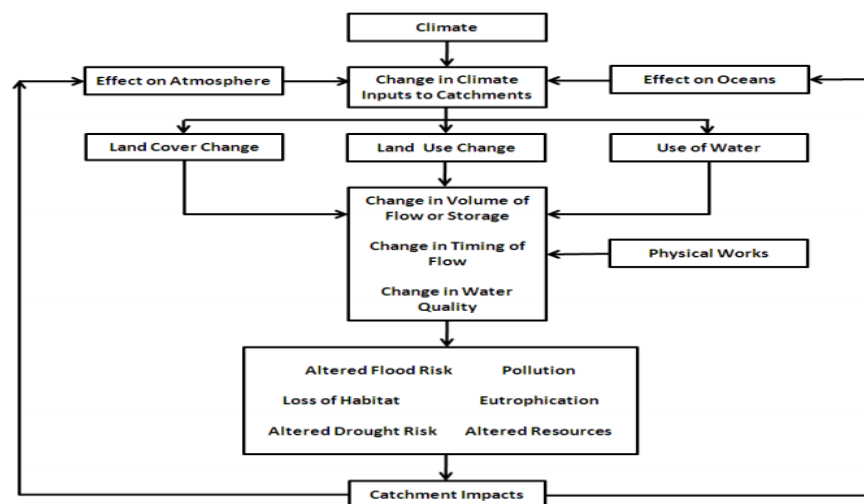 Climate
Effect on Atmosphere
Change in Climate
Inputs to Catchments
Effect on Oceans
Land Cover Change
Land Use Change
Use of Water
Change in Volume of
Flow or Storage
Change in Timing of
Flow
Physical Works
Change in Water
Quality
Altered Flood Risk Pollution
Loss of Habitat Eutrophication
Altered Drought Risk Altered Resources
Catchment Impacts